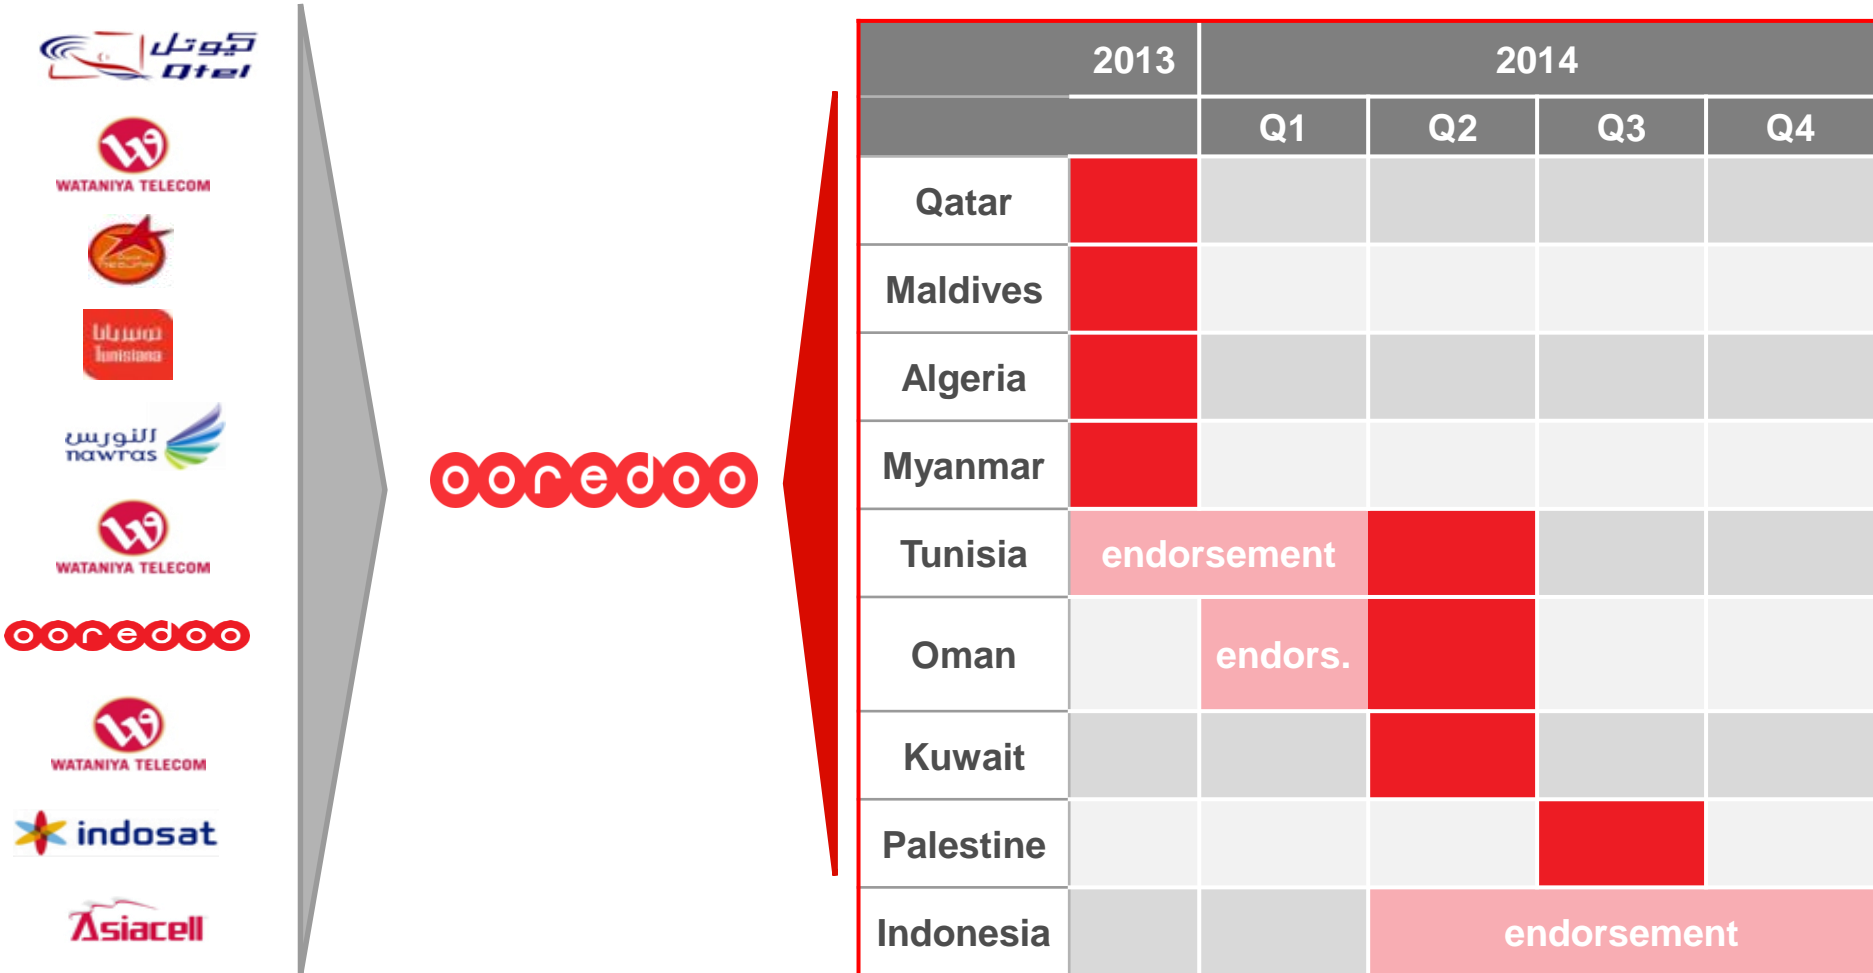 كيوتل
Qtel
WATANIYA TELECOM
تونيزيانا
Tunisiana
النورس
nawras
WATANIYA TELECOM
ooredoo
WATANIYA TELECOM
indosat
Asiacell
ooredoo
2013 2014
Q1 Q2 Q3 Q4
Qatar
Maldives
Algeria
Myanmar
Tunisia endorsement
Oman endors.
Kuwait
Palestine
Indonesia endorsement